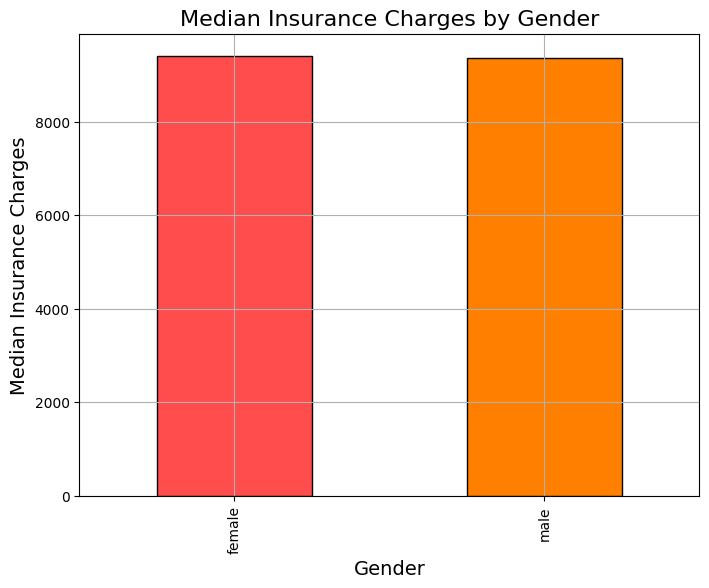 Median Insurance Charges by Gender
Median Insurance Charges
8000
6000
4000
2000
0
female
male
Gender